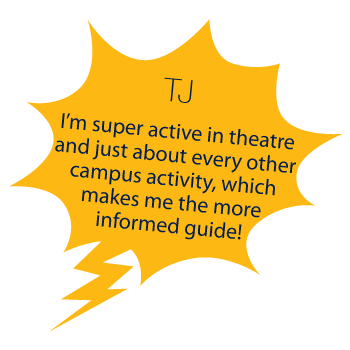 TJ
I'm super active in theatre
and just about every other
campus activity, which
makes me the more
informed guide!